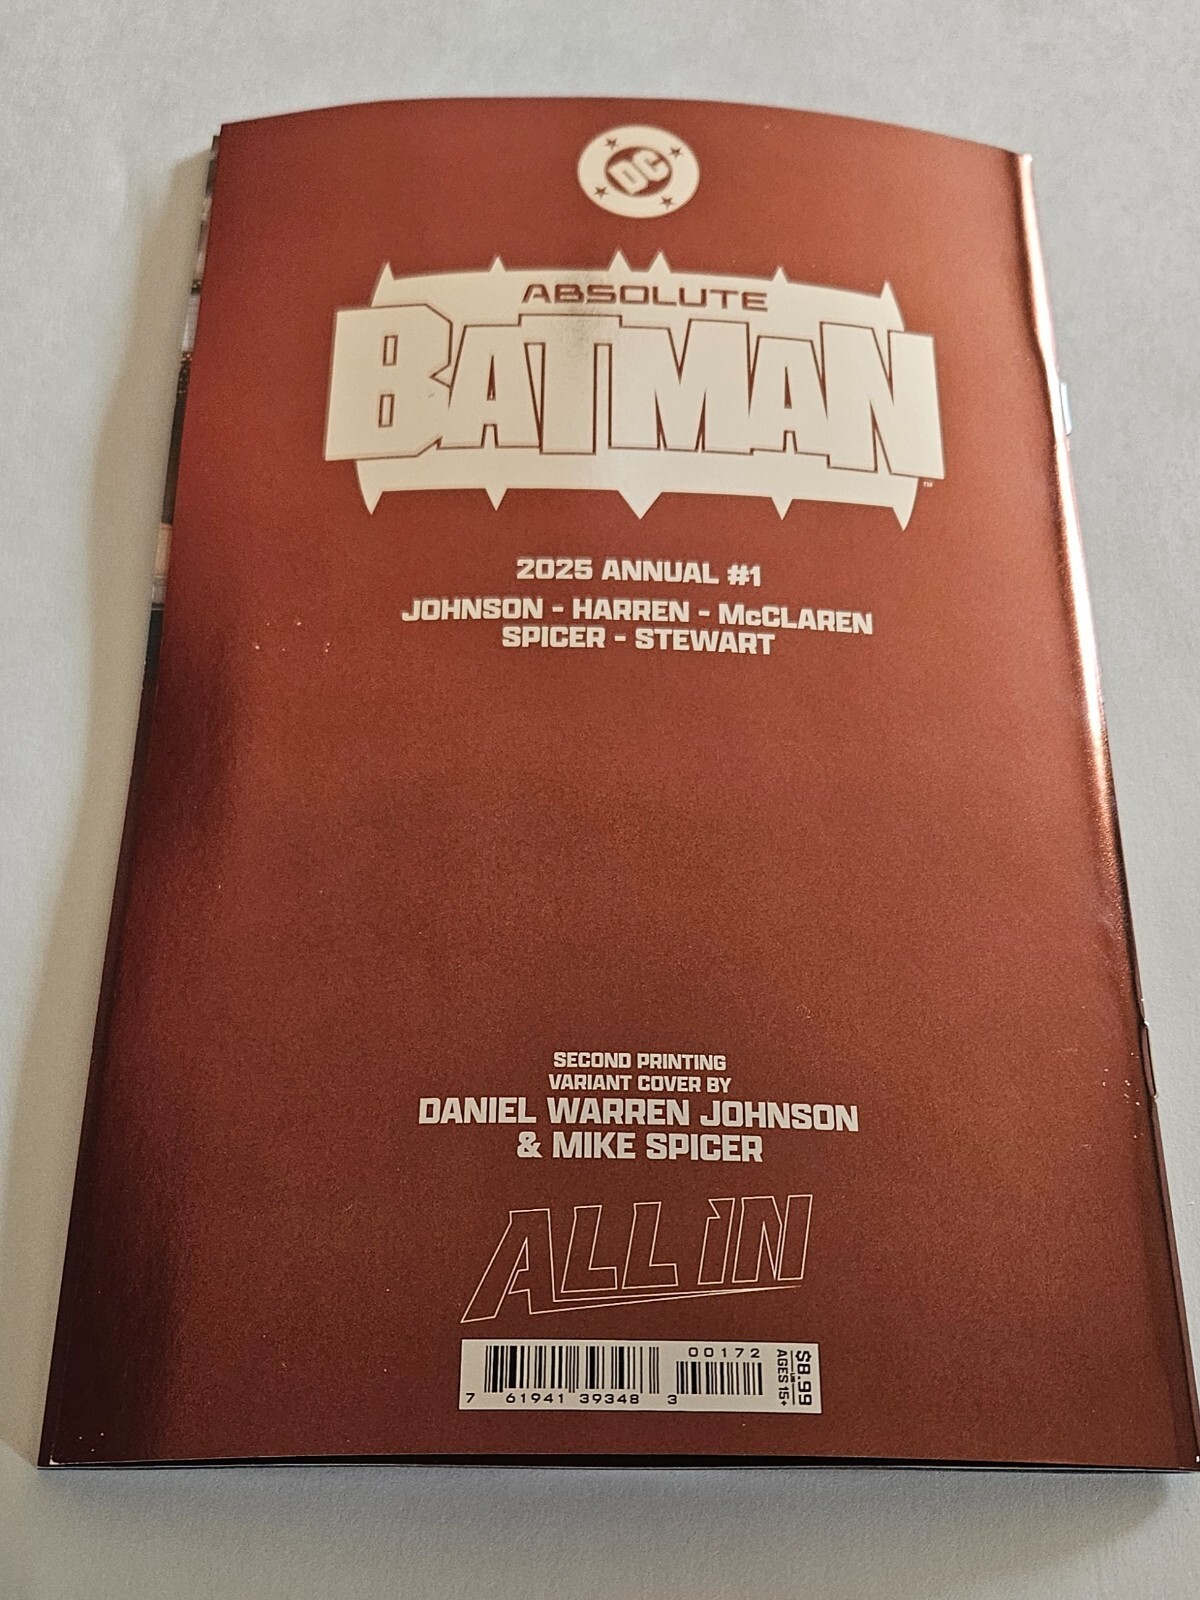 DC
ABSOLUTE
BATMAN
TM
2025 ANNUAL #1
JOHNSON - HARREN - McCLAREN
SPICER - STEWART
SECOND PRINTING
VARIANT COVER BY
DANIEL WARREN JOHNSON
& MIKE SPICER
ALL IN
00172
7 61941 39348 3
$8.99
AGES 15+